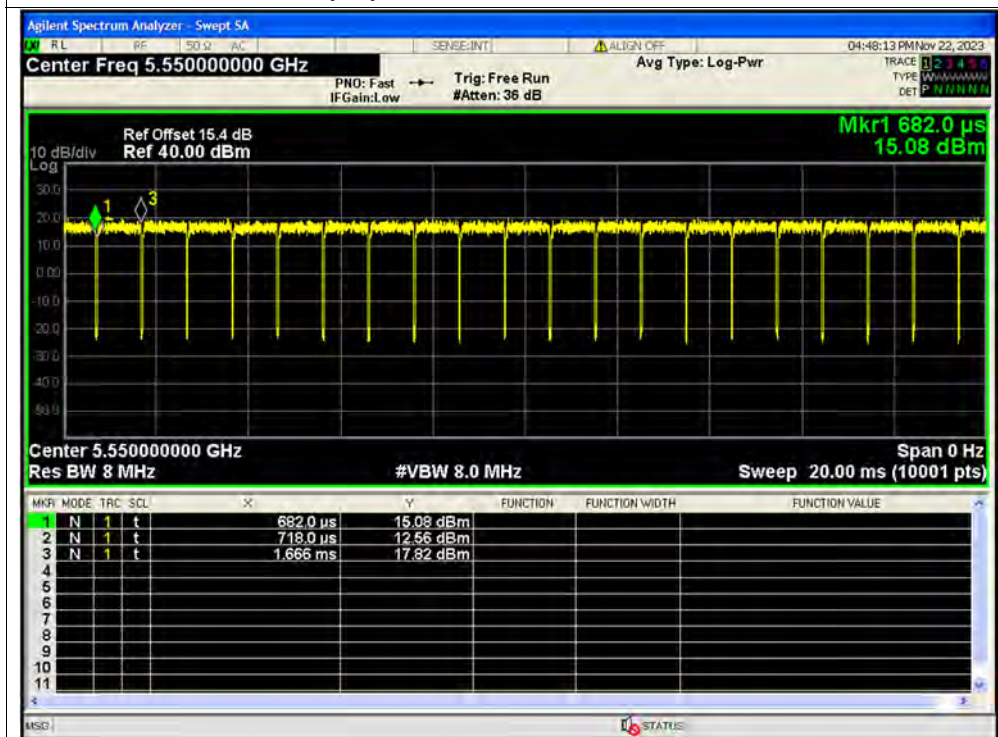 Agilent Spectrum Analyzer - Swept SA
RL RF 50 Ω AC SENSE:INT ALIGN OFF 04:48:13 PM Nov 22, 2023
Center Freq 5.550000000 GHz
PNO: Fast
IFGain:Low
Trig: Free Run
#Atten: 36 dB
Avg Type: Log-Pwr
TRACE 1 2 3 4 5 6
TYPE W
DET P N N N N N
Mkr1 682.0 µs
15.08 dBm
Ref Offset 15.4 dB
10 dB/div Ref 40.00 dBm
Log
30.0
20.0
10.0
0.00
-10.0
-20.0
-30.0
-40.0
-50.0
1
3
Center 5.550000000 GHz Span 0 Hz
Res BW 8 MHz #VBW 8.0 MHz Sweep 20.00 ms (10001 pts)
MKR MODE TRC SCL X Y FUNCTION FUNCTION WIDTH FUNCTION VALUE
1 N 1 t 682.0 µs 15.08 dBm
2 N 1 t 718.0 µs 12.56 dBm
3 N 1 t 1.666 ms 17.82 dBm
4
5
6
7
8
9
10
11
MSG STATUS